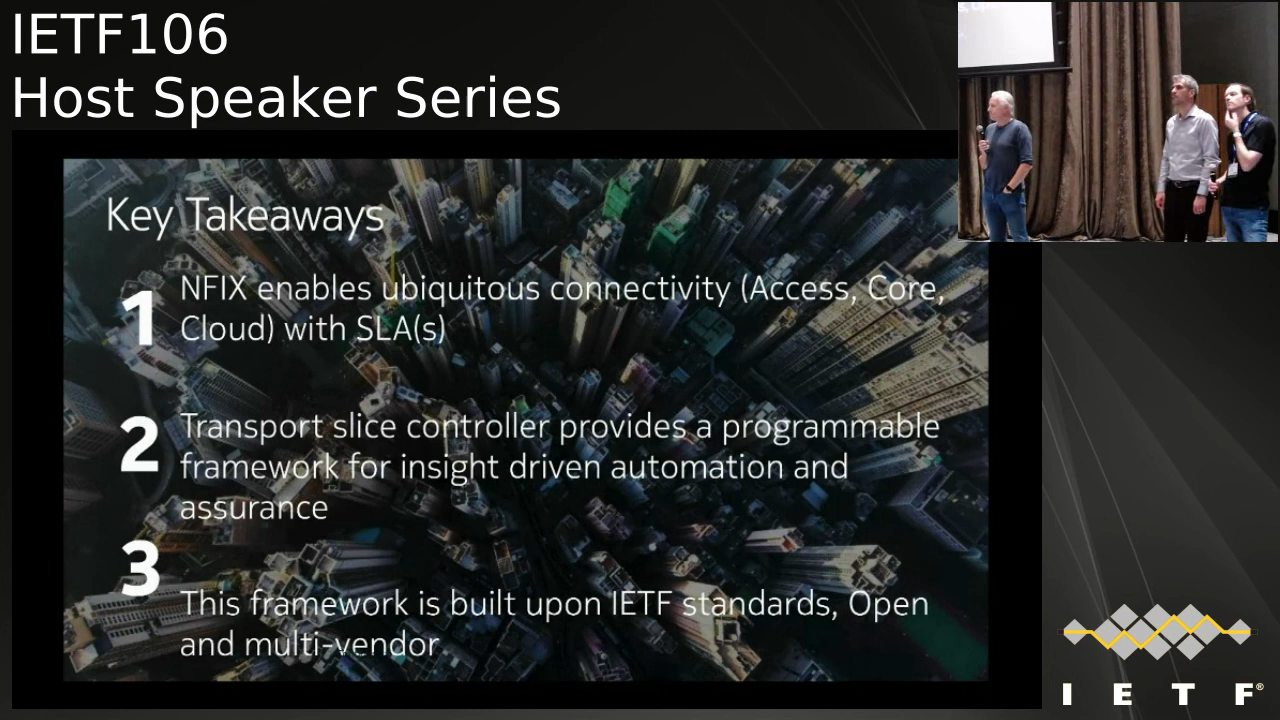 IETF106
Host Speaker Series
Key Takeaways
1
NFIX enables ubiquitous connectivity (Access, Core,
Cloud) with SLA(s)
2
Transport slice controller provides a programmable
framework for insight driven automation and
assurance
3
This framework is built upon IETF standards, Open
and multi-vendor
I E T F®